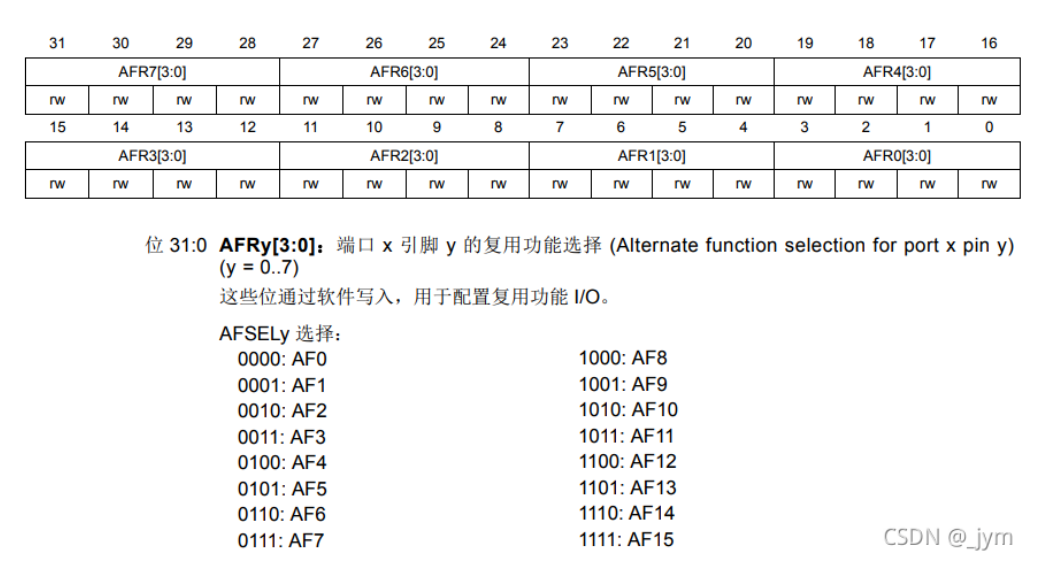 31 30 29 28 27 26 25 24 23 22 21 20 19 18 17 16
AFR7[3:0] AFR6[3:0] AFR5[3:0] AFR4[3:0]
rw rw rw rw rw rw rw rw rw rw rw rw rw rw rw rw
15 14 13 12 11 10 9 8 7 6 5 4 3 2 1 0
AFR3[3:0] AFR2[3:0] AFR1[3:0] AFR0[3:0]
rw rw rw rw rw rw rw rw rw rw rw rw rw rw rw rw
位 31:0 AFRy[3:0]: 端口 x 引脚 y 的复用功能选择 (Alternate function selection for port x pin y)
(y = 0..7)
这些位通过软件写入，用于配置复用功能 I/O。
AFSELy 选择：
0000: AF0 1000: AF8
0001: AF1 1001: AF9
0010: AF2 1010: AF10
0011: AF3 1011: AF11
0100: AF4 1100: AF12
0101: AF5 1101: AF13
0110: AF6 1110: AF14
0111: AF7 1111: AF15
CSDN @_jym